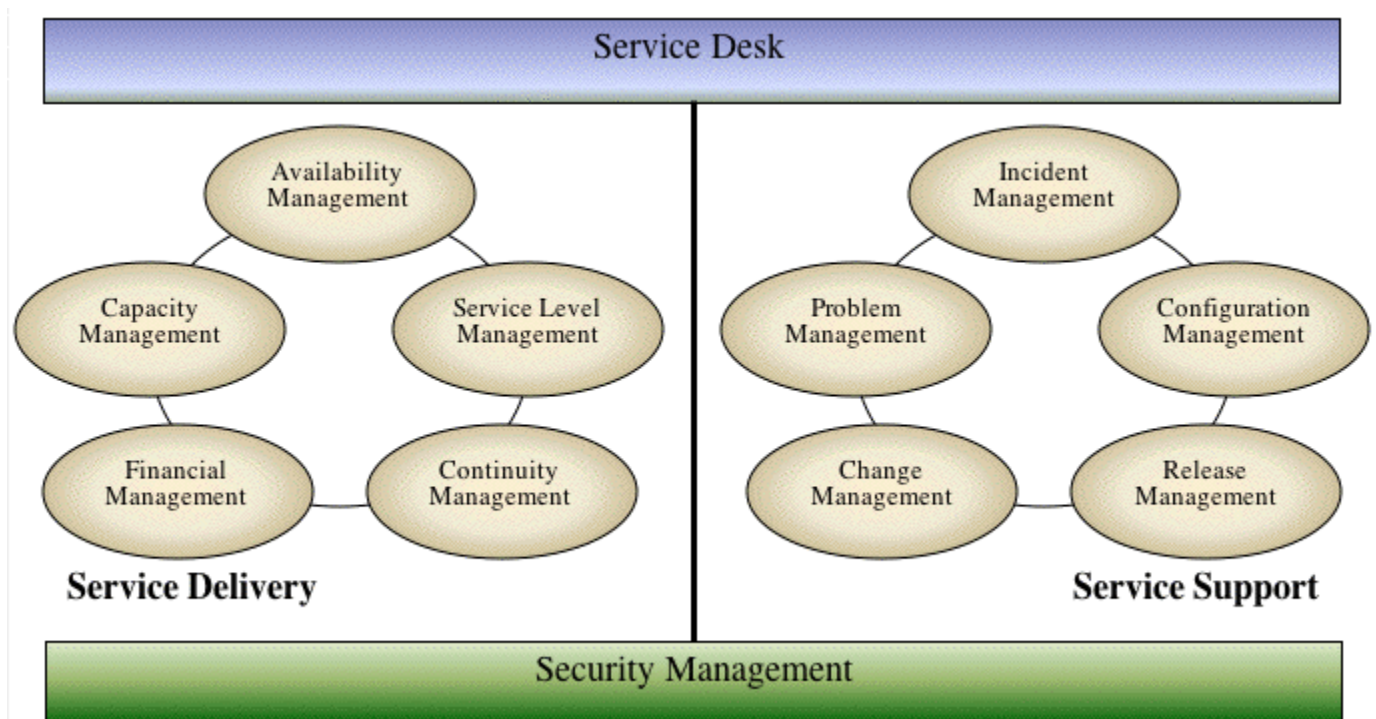 Service Desk
Availability
Management
Capacity
Management
Service Level
Management
Financial
Management
Continuity
Management
Service Delivery
Incident
Management
Problem
Management
Configuration
Management
Change
Management
Release
Management
Service Support
Security Management